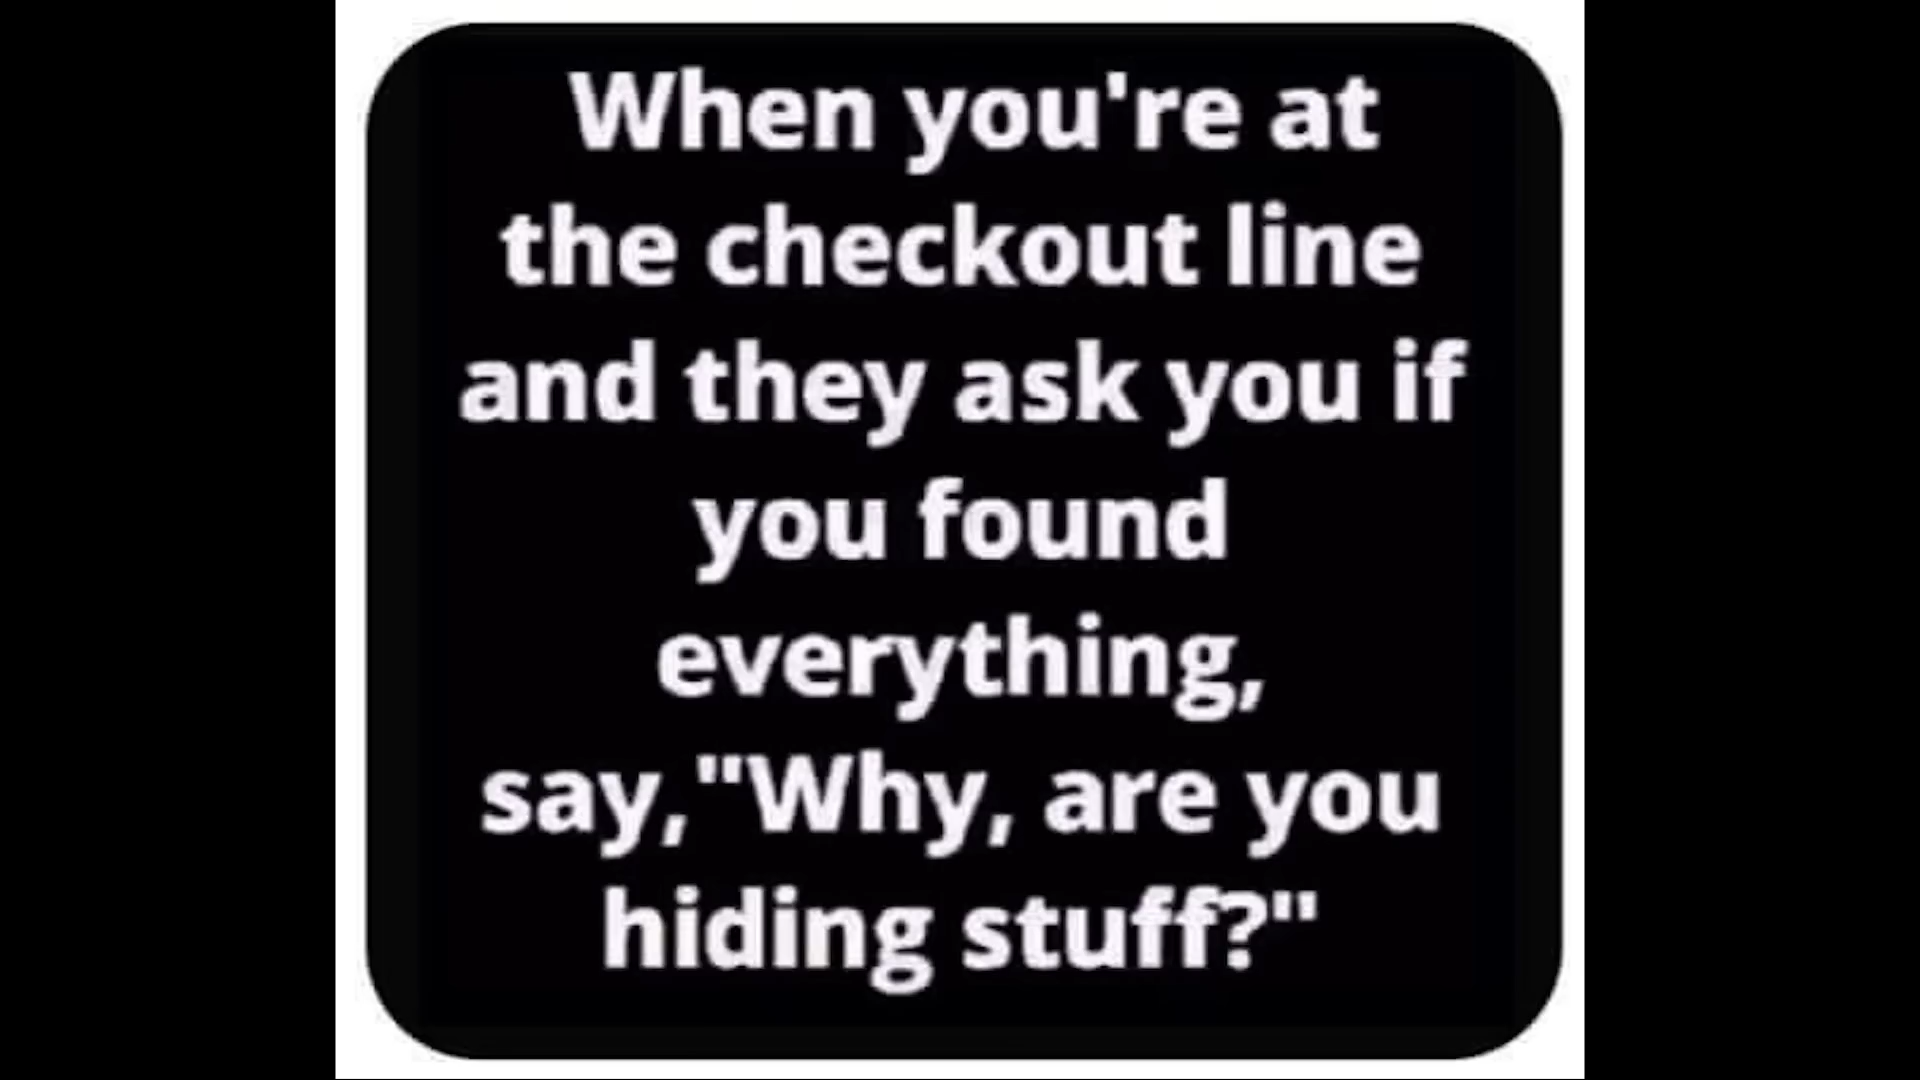 When you're at
the checkout line
and they ask you if
you found
everything,
say,"Why, are you
hiding stuff?"